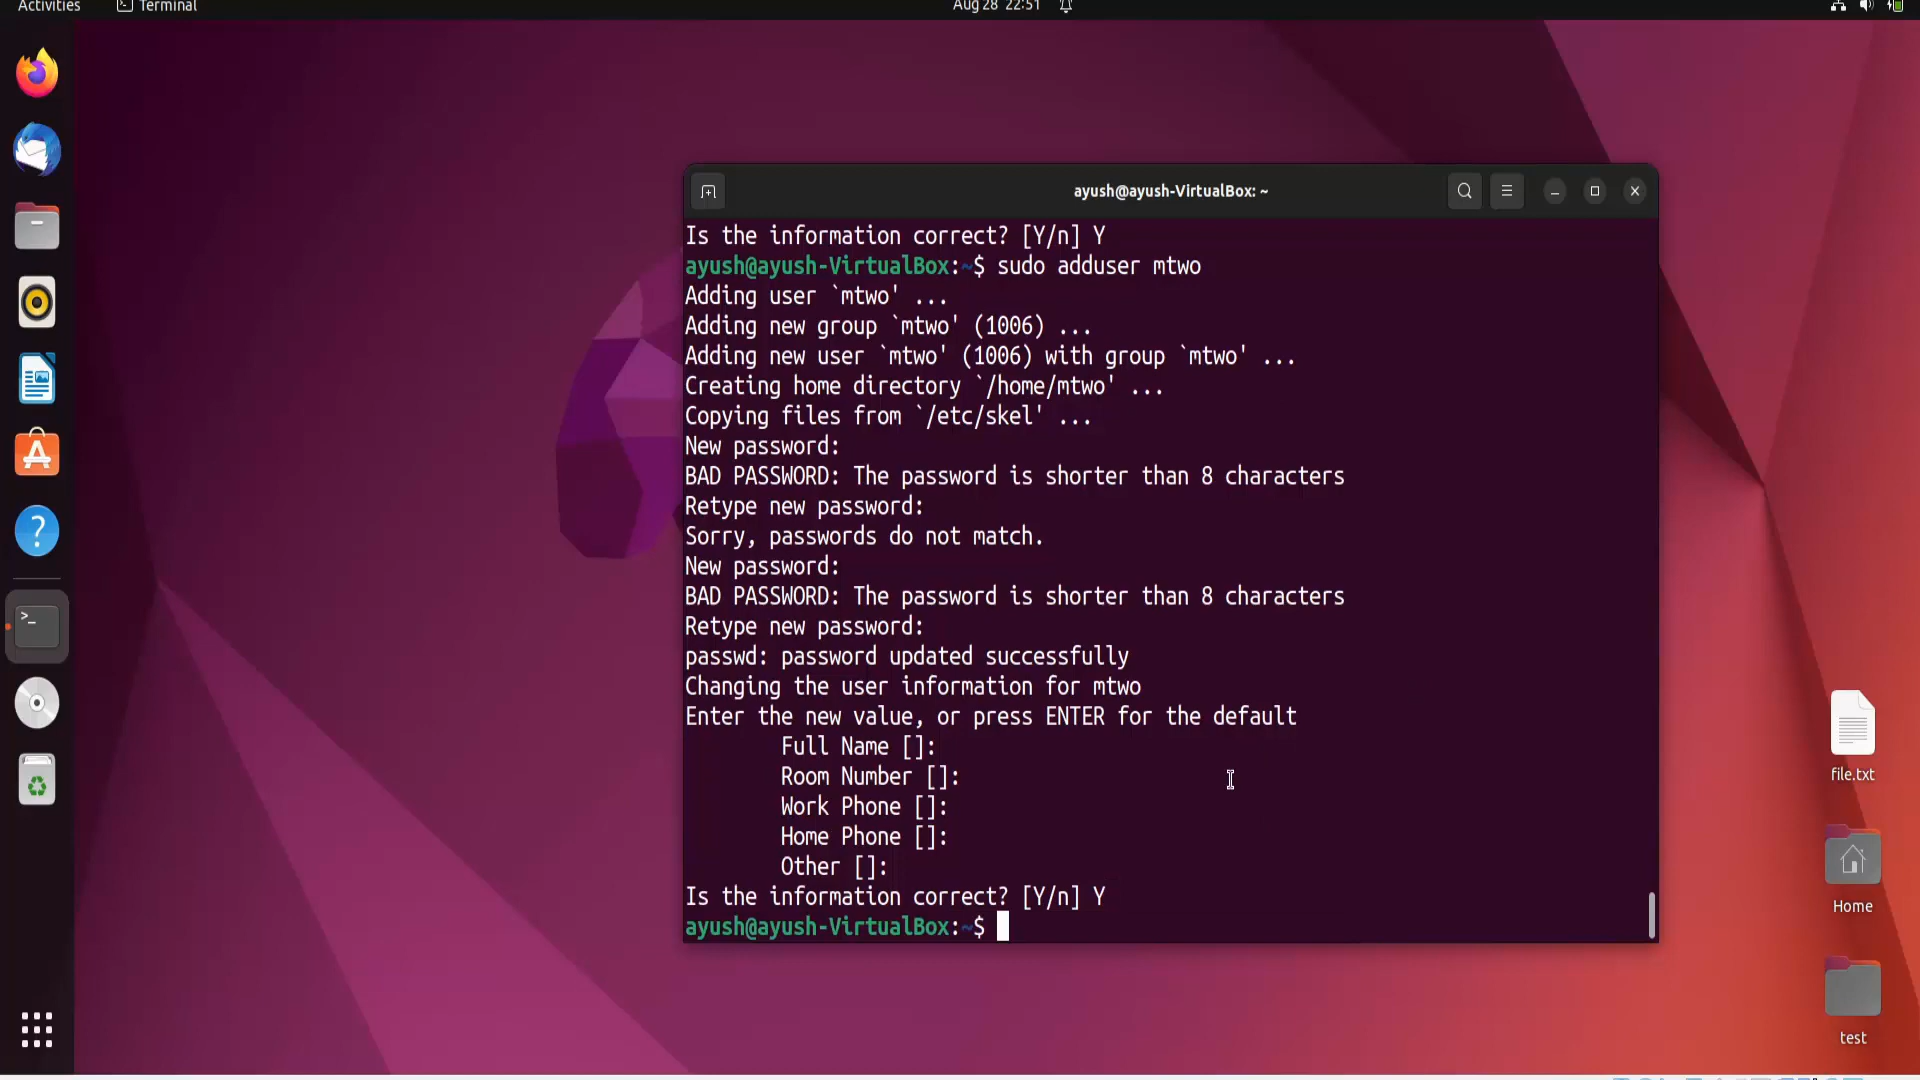 Activities
Terminal
Aug 28 22:51
ayush@ayush-VirtualBox: ~
Is the information correct? [Y/n] Y
ayush@ayush-VirtualBox:~$ sudo adduser mtwo
Adding user `mtwo' ...
Adding new group `mtwo' (1006) ...
Adding new user `mtwo' (1006) with group `mtwo' ...
Creating home directory `/home/mtwo' ...
Copying files from `/etc/skel' ...
New password:
BAD PASSWORD: The password is shorter than 8 characters
Retype new password:
Sorry, passwords do not match.
New password:
BAD PASSWORD: The password is shorter than 8 characters
Retype new password:
passwd: password updated successfully
Changing the user information for mtwo
Enter the new value, or press ENTER for the default
Full Name []:
Room Number []:
Work Phone []:
Home Phone []:
Other []:
Is the information correct? [Y/n] Y
ayush@ayush-VirtualBox:~$
file.txt
Home
test